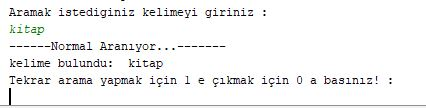 Aramak istediginiz kelimeyi giriniz :
kitap
------Normal Aranıyor...-------
kelime bulundu:  kitap
Tekrar arama yapmak için 1 e çıkmak için 0 a basınız! :